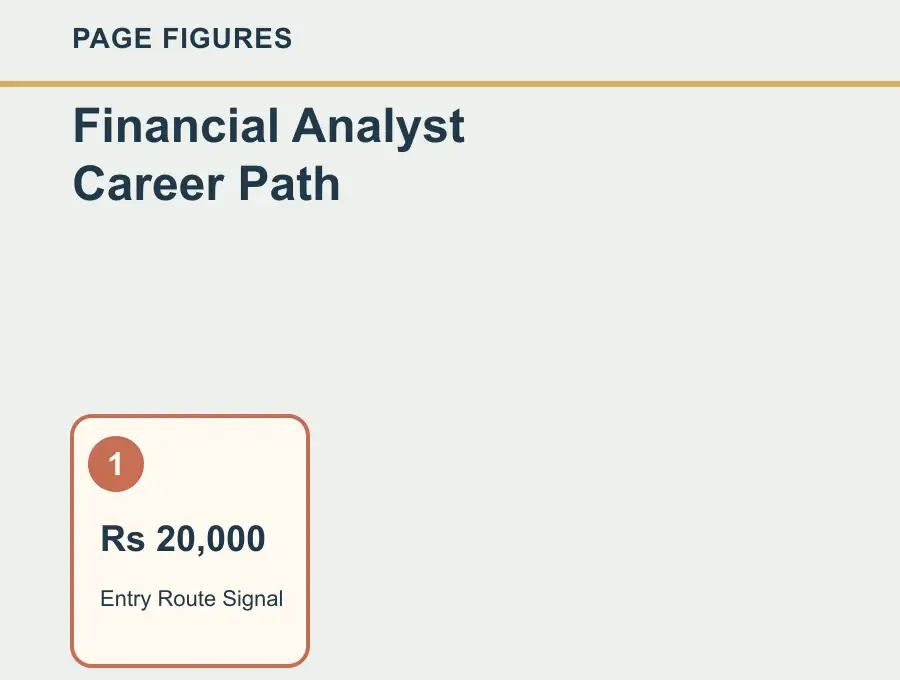 PAGE FIGURES
Financial Analyst
Career Path
1
Rs 20,000
Entry Route Signal